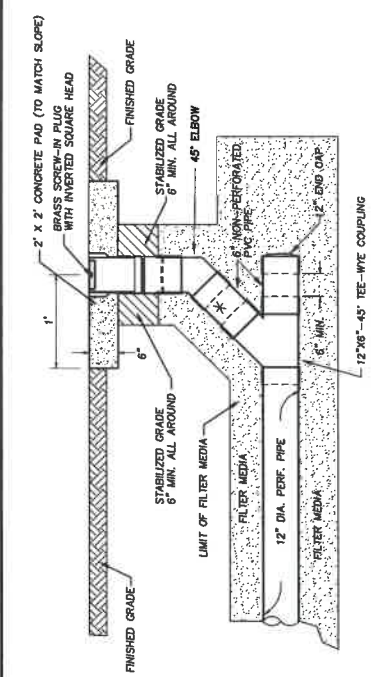 2' X 2' CONCRETE PAD (TO MATCH SLOPE)
BRASS SCREW-IN PLUG
WITH INVERTED SQUARE HEAD
FINISHED GRADE
STABILIZED GRADE
6" MIN. ALL AROUND
45° ELBOW
6" NON-PERFORATED
PVC PIPE
12" END CAP
6" MIN.
12"X6"-45° TEE-WYE COUPLING
1'
6"
STABILIZED GRADE
6" MIN. ALL AROUND
LIMIT OF FILTER MEDIA
FILTER MEDIA
12" DIA. PERF. PIPE
FILTER MEDIA
FINISHED GRADE